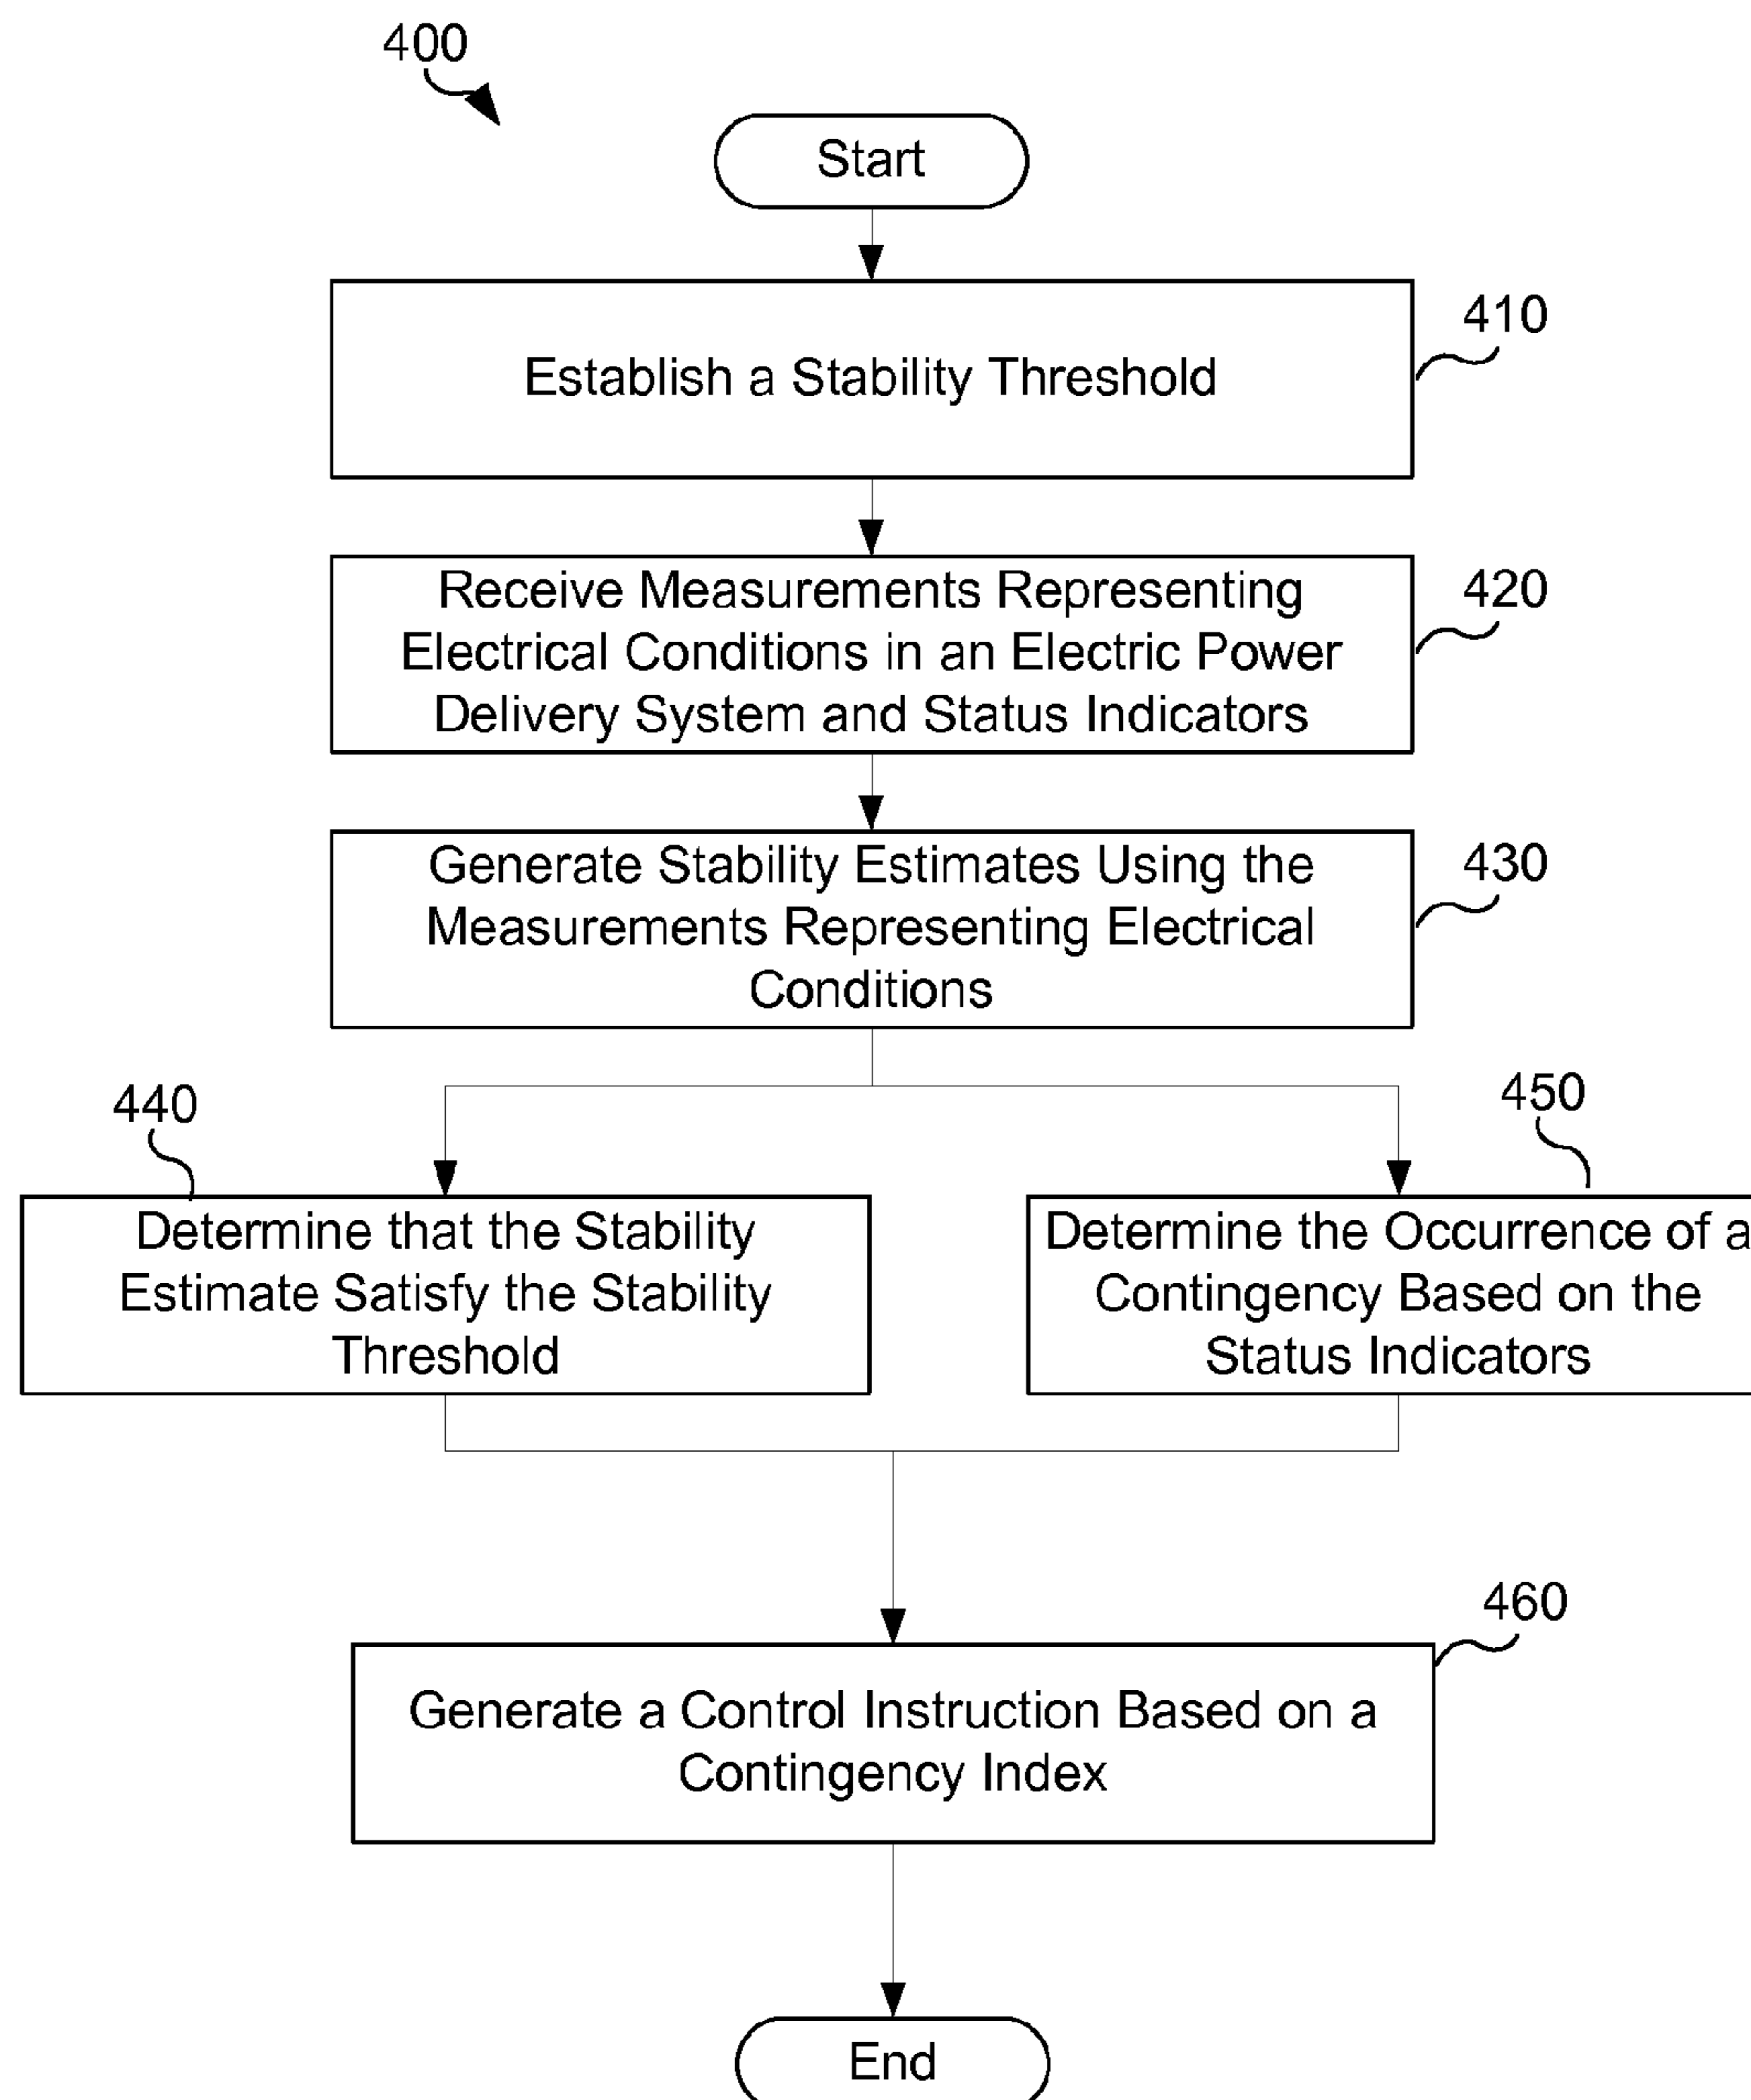 400
Start
410
Establish a Stability Threshold
420
Receive Measurements Representing
Electrical Conditions in an Electric Power
Delivery System and Status Indicators
430
Generate Stability Estimates Using the
Measurements Representing Electrical
Conditions
440
Determine that the Stability
Estimate Satisfy the Stability
Threshold
450
Determine the Occurrence of a
Contingency Based on the
Status Indicators
460
Generate a Control Instruction Based on a
Contingency Index
End